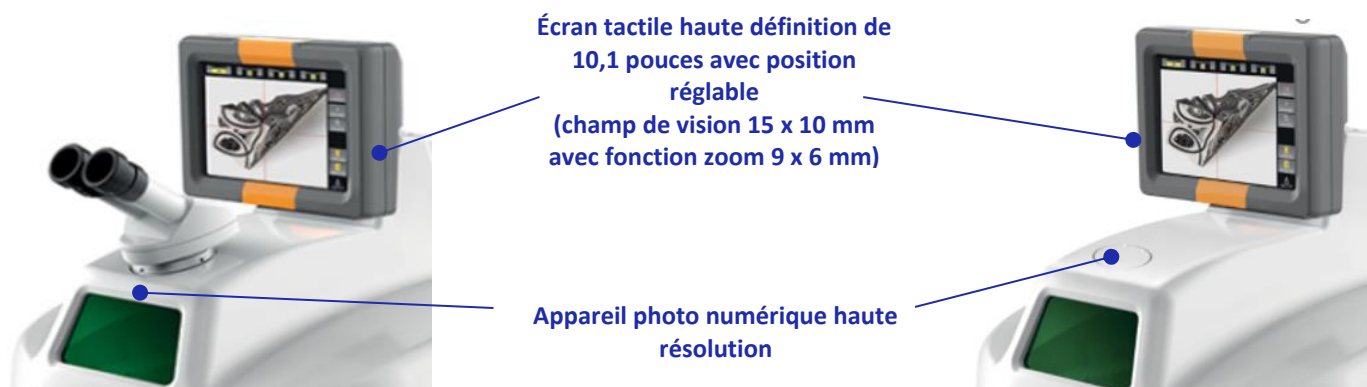 Écran tactile haute définition de
10,1 pouces avec position
réglable
(champ de vision 15 x 10 mm
avec fonction zoom 9 x 6 mm)
Appareil photo numérique haute
résolution